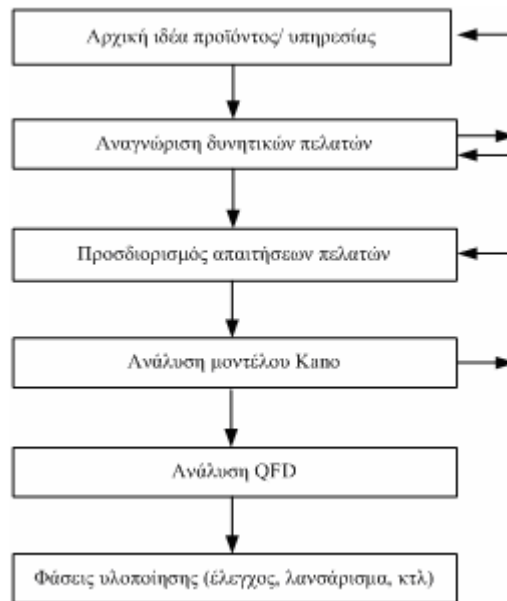 Αρχική ιδέα προϊόντος/ υπηρεσίας
Αναγνώριση δυνητικών πελατών
Προσδιορισμός απαιτήσεων πελατών
Ανάλυση μοντέλου Kano
Ανάλυση QFD
Φάσεις υλοποίησης (έλεγχος, λανσάρισμα, κτλ)